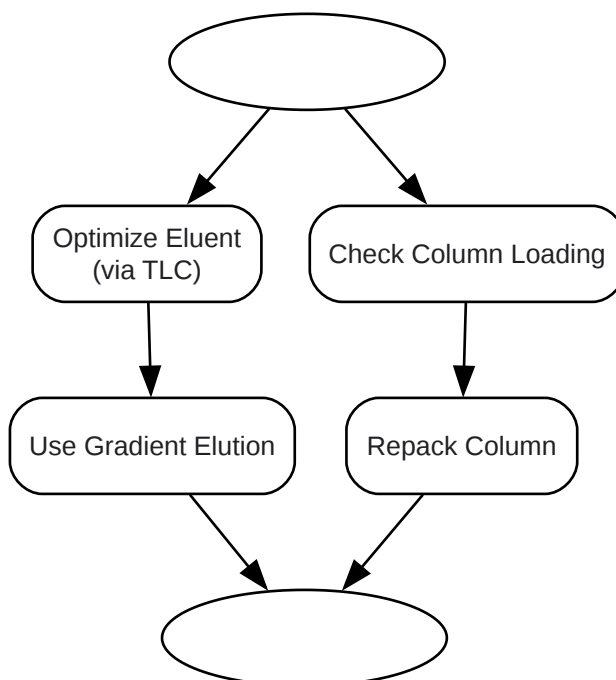 Optimize Eluent
(via TLC)
Check Column Loading
Use Gradient Elution
Repack Column